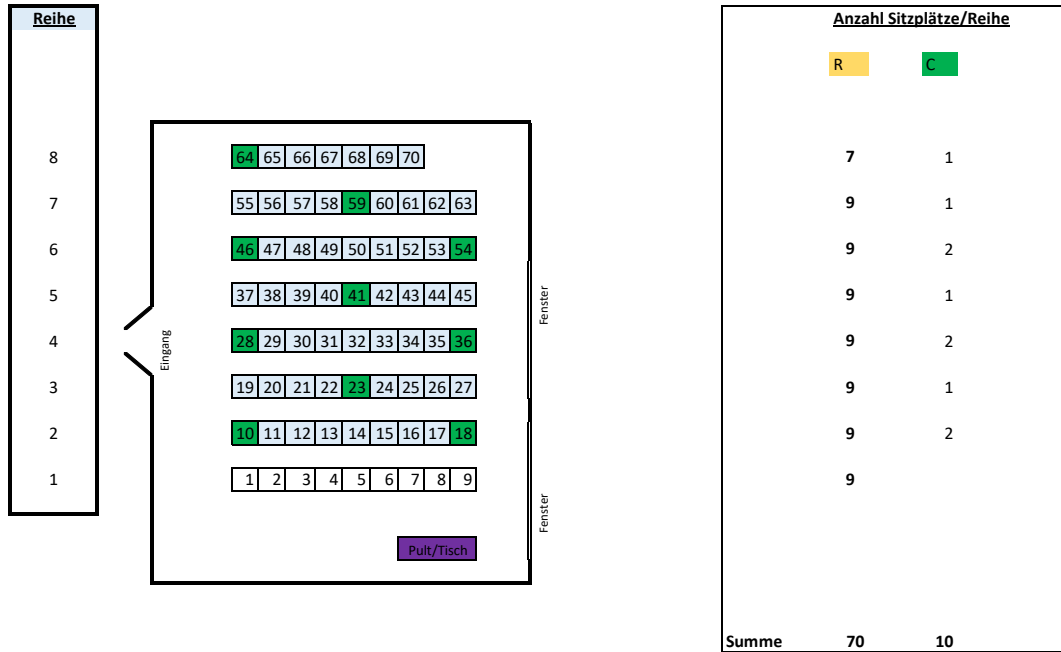 Reihe Anzahl Sitzplätze/Reihe
R C
8 64 65 66 67 68 69 70 7 1
7 55 56 57 58 59 60 61 62 63 9 1
6 46 47 48 49 50 51 52 53 54 9 2
5 37 38 39 40 41 42 43 44 45 9 1
Fenster
4 28 29 30 31 32 33 34 35 36 9 2
Eingang
3 19 20 21 22 23 24 25 26 27 9 1
2 10 11 12 13 14 15 16 17 18 9 2
1 1 2 3 4 5 6 7 8 9 9
Fenster
Pult/Tisch
Summe 70 10